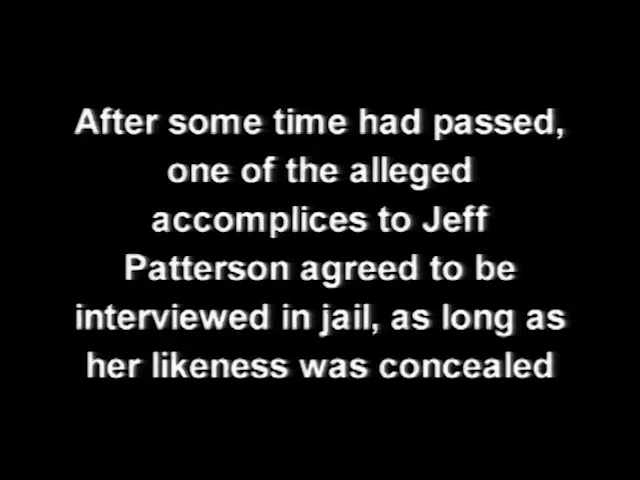 After some time had passed,
one of the alleged
accomplices to Jeff
Patterson agreed to be
interviewed in jail, as long as
her likeness was concealed